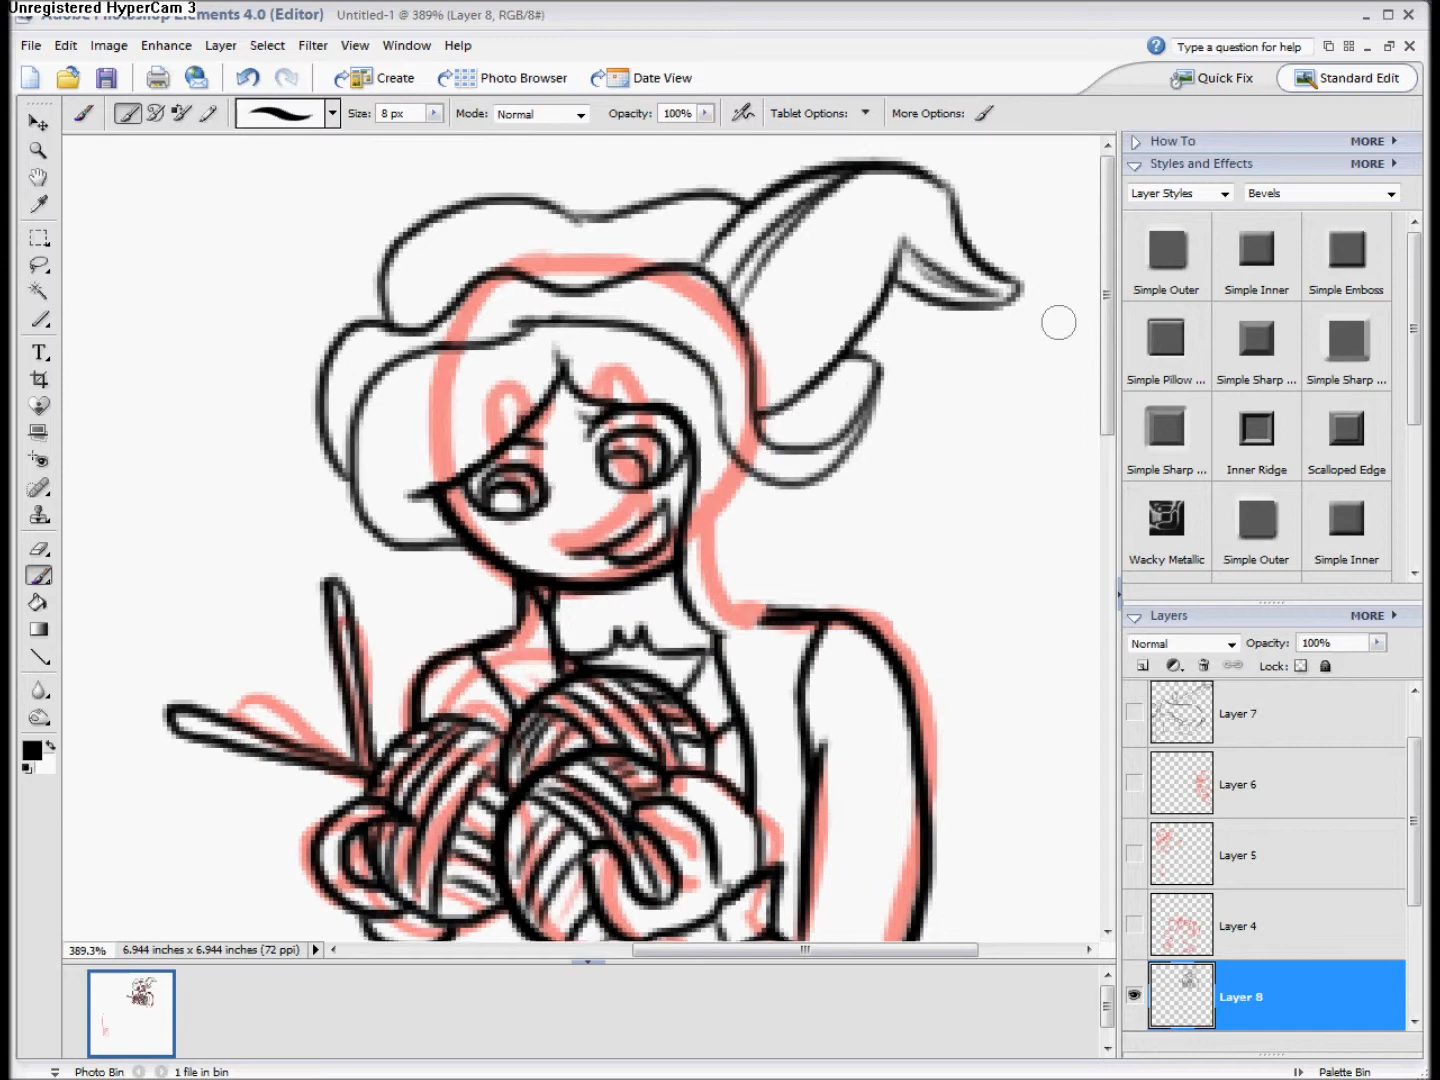 Unregistered HyperCam 3
Adobe Photoshop Elements 4.0 (Editor) Untitled-1 @ 389% (Layer 8, RGB/8#)
File Edit Image Enhance Layer Select Filter View Window Help Type a question for help
Create Photo Browser Date View Quick Fix Standard Edit
Size: 8 px Mode: Normal Opacity: 100% Tablet Options: More Options:
How To MORE
Styles and Effects MORE
Layer Styles Bevels
Simple Outer Simple Inner Simple Emboss
Simple Pillow ... Simple Sharp ... Simple Sharp ...
Simple Sharp ... Inner Ridge Scalloped Edge
Wacky Metallic Simple Outer Simple Inner
Layers MORE
Normal Opacity: 100%
Lock:
Layer 7
Layer 6
Layer 5
Layer 4
Layer 8
389.3% 6.944 inches x 6.944 inches (72 ppi)
Photo Bin 1 file in bin Palette Bin